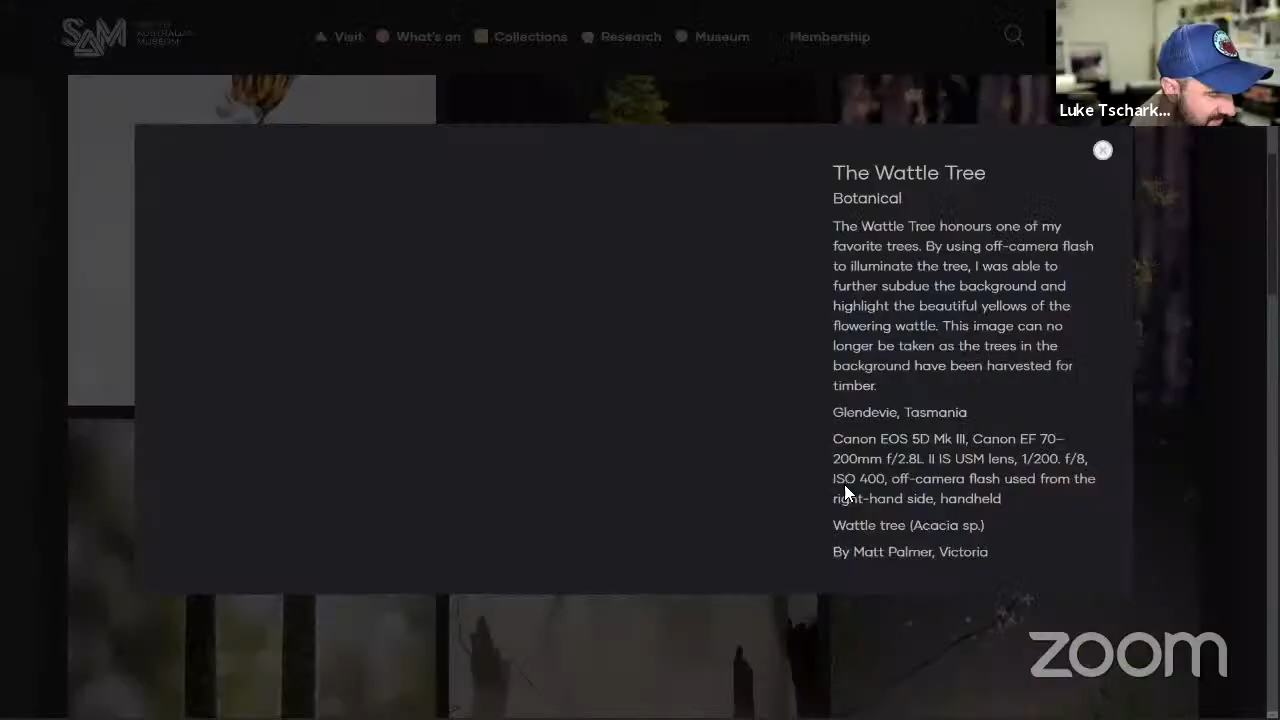 SAM
AUSTRALIAN
MUSEUM
Visit
What's on
Collections
Research
Museum
Membership
Luke Tschark...
The Wattle Tree
Botanical
The Wattle Tree honours one of my
favorite trees. By using off-camera flash
to illuminate the tree, I was able to
further subdue the background and
highlight the beautiful yellows of the
flowering wattle. This image can no
longer be taken as the trees in the
background have been harvested for
timber.
Glendevie, Tasmania
Canon EOS 5D Mk III, Canon EF 70–
200mm f/2.8L II IS USM lens, 1/200. f/8,
ISO 400, off-camera flash used from the
right-hand side, handheld
Wattle tree (Acacia sp.)
By Matt Palmer, Victoria
zoom